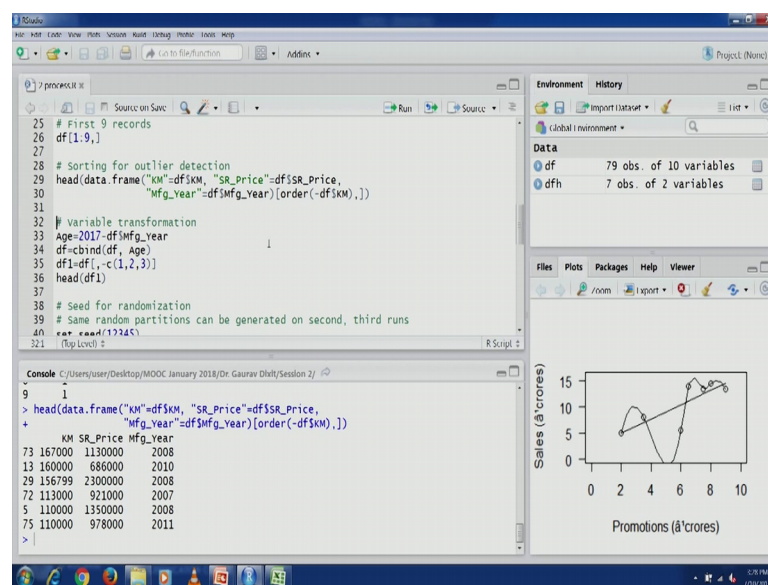 RStudio
File Edit Code View Plots Session Build Debug Profile Tools Help
Go to file/function
Addins
Project: (None)
Source on Save
Run
Source
25 # First 9 records
26 df[1:9,]
27
28 # Sorting for outlier detection
29 head(data.frame("KM"=df$KM, "SR_Price"=df$SR_Price,
30 "Mfg_Year"=df$Mfg_Year)[order(-df$KM),])
31
32 # Variable transformation
33 Age=2017-df$Mfg_Year
34 df=cbind(df, Age)
35 df1=df[,-c(1,2,3)]
36 head(df1)
37
38 # Seed for randomization
39 # Same random partitions can be generated on second, third runs
40 set.seed(12345)
32:1 (Top Level)
R Script
Console C:/Users/user/Desktop/MOOC January 2018/Dr. Gaurav Dixit/Session 2/
9 1
> head(data.frame("KM"=df$KM, "SR_Price"=df$SR_Price,
+ "Mfg_Year"=df$Mfg_Year)[order(-df$KM),])
KM SR_Price Mfg_Year
73 167000 1130000 2008
13 160000 686000 2010
29 156799 2300000 2008
72 113000 921000 2007
5 110000 1350000 2008
75 110000 978000 2011
>
Environment History
Import Dataset
List
Global Environment
Data
df 79 obs. of 10 variables
dfh 7 obs. of 2 variables
Files Plots Packages Help Viewer
Zoom Export
Sales (â¹crores)
15
10
5
0
0 2 4 6 8 10
Promotions (â¹crores)